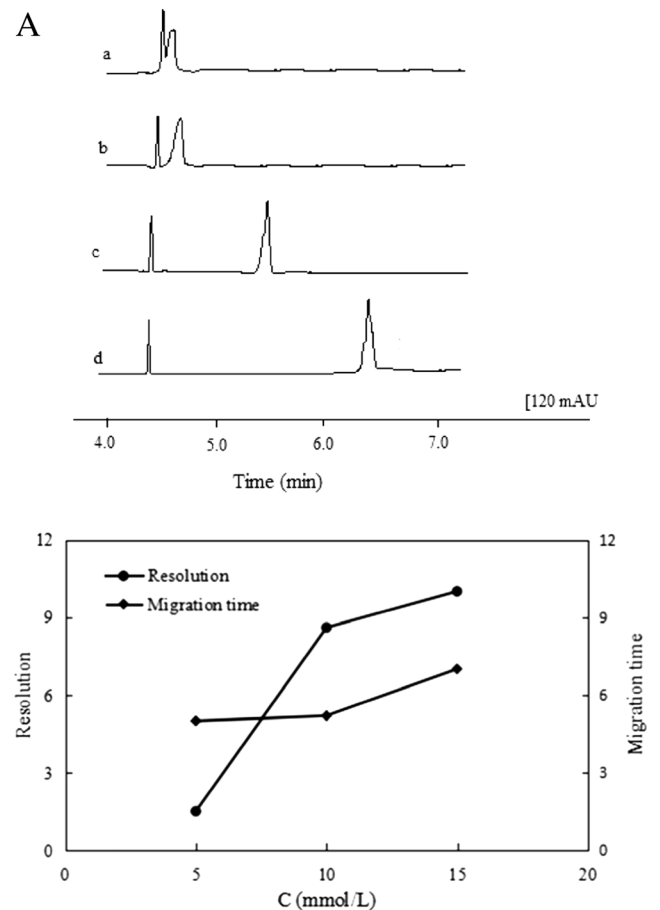 A
a
b
c
d
[120 mAU
4.0 5.0 6.0 7.0
Time (min)
12 12
Resolution
Migration time
9 9
6 6
3 3
0 0
Resolution
Migration time
0 5 10 15 20
C (mmol/L)